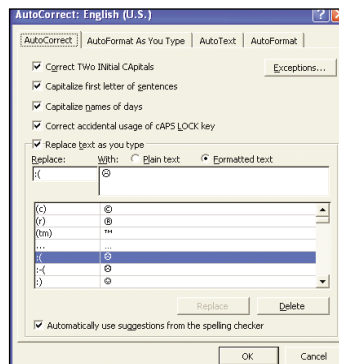 AutoCorrect: English (U.S.)
AutoCorrect AutoFormat As You Type AutoText AutoFormat
Correct TWo INitial CApitals Exceptions...
Capitalize first letter of sentences
Capitalize names of days
Correct accidental usage of cAPS LOCK key
Replace text as you type
Replace: With: Plain text Formatted text
:( ☹
(c) ©
(r) ®
(tm) ™
... …
:( ☹
:-( ☹
:) ☺
Replace Delete
Automatically use suggestions from the spelling checker
OK Cancel